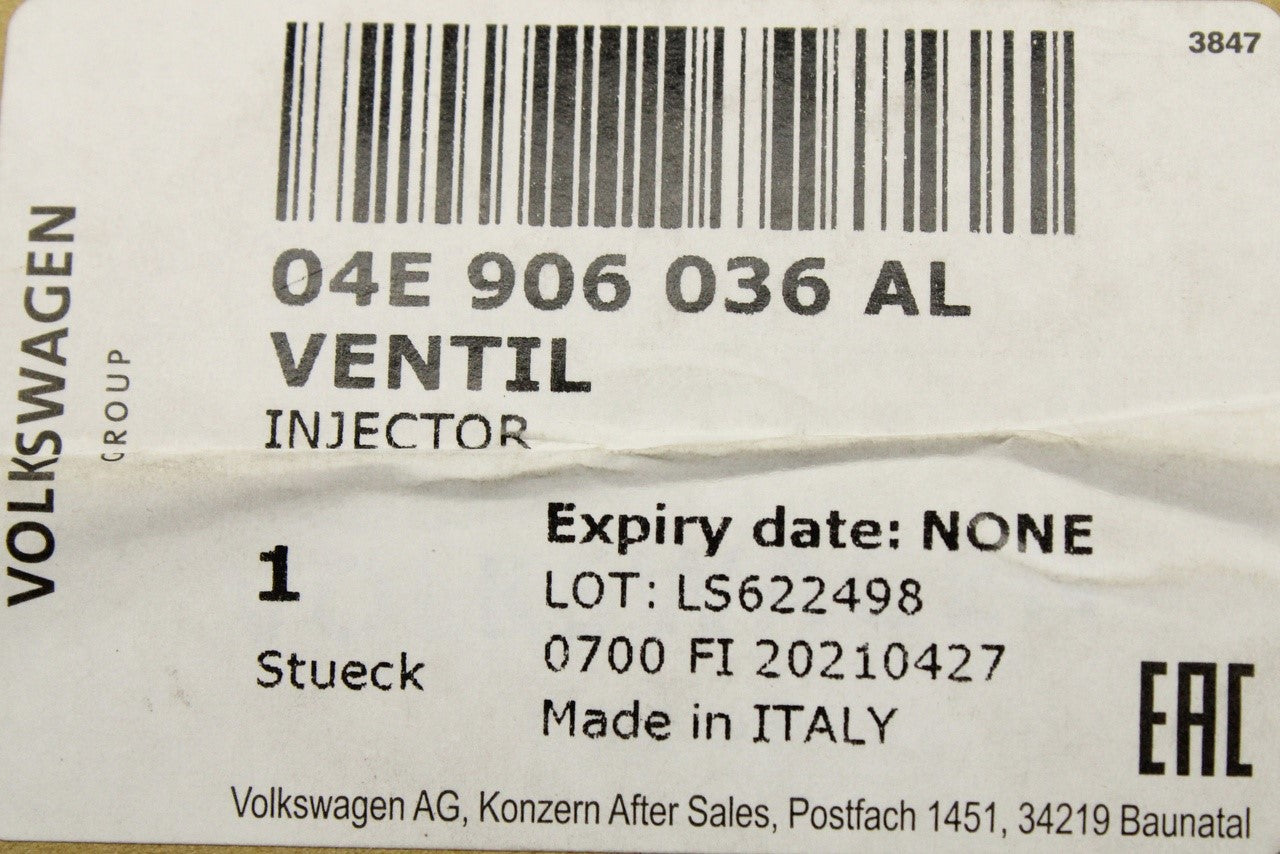 3847
VOLKSWAGEN
GROUP
04E 906 036 AL
VENTIL
INJECTOR
1
Stueck
Expiry date: NONE
LOT: LS622498
0700 FI 20210427
Made in ITALY
EAC
Volkswagen AG, Konzern After Sales, Postfach 1451, 34219 Baunatal